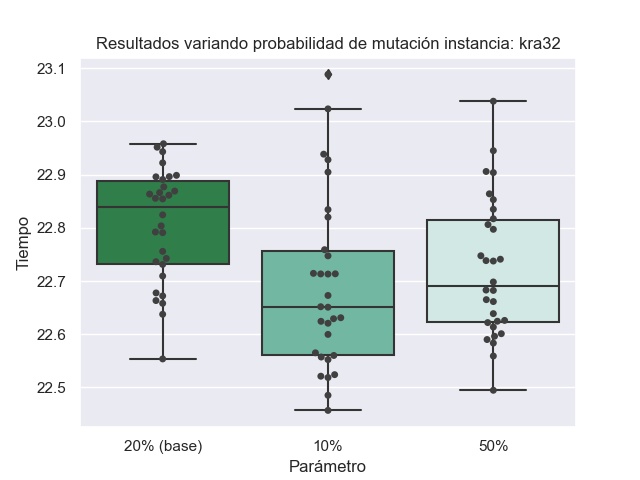 Resultados variando probabilidad de mutación instancia: kra32
23.1
23.0
22.9
22.8
22.7
22.6
22.5
Tiempo
20% (base)
10%
50%
Parámetro